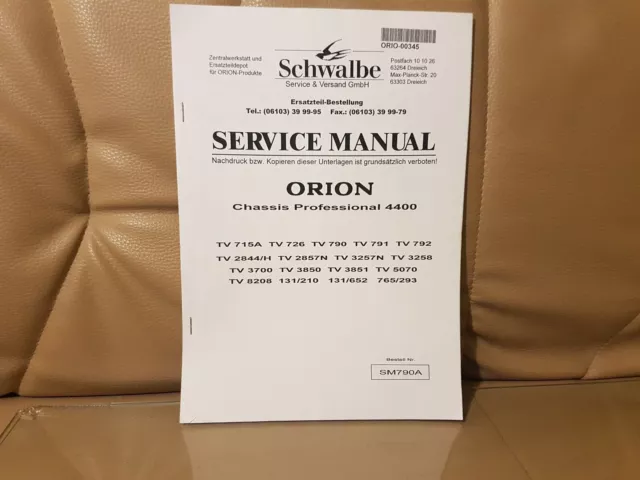 ORIO-00345
Zentralwerkstatt und
Ersatzteildepot
für ORION-Produkte
Schwalbe
Service & Versand GmbH
Postfach 10 10 26
63264 Dreieich
Max-Planck-Str. 20
63303 Dreieich
Ersatzteil-Bestellung
Tel.: (06103) 39 99-95 Fax.: (06103) 39 99-79
SERVICE MANUAL
Nachdruck bzw. Kopieren dieser Unterlagen ist grundsätzlich verboten!
ORION
Chassis Professional 4400
TV 715A TV 726 TV 790 TV 791 TV 792
TV 2844/H TV 2857N TV 3257N TV 3258
TV 3700 TV 3850 TV 3851 TV 5070
TV 8208 131/210 131/652 765/293
Bestell Nr.
SM790A